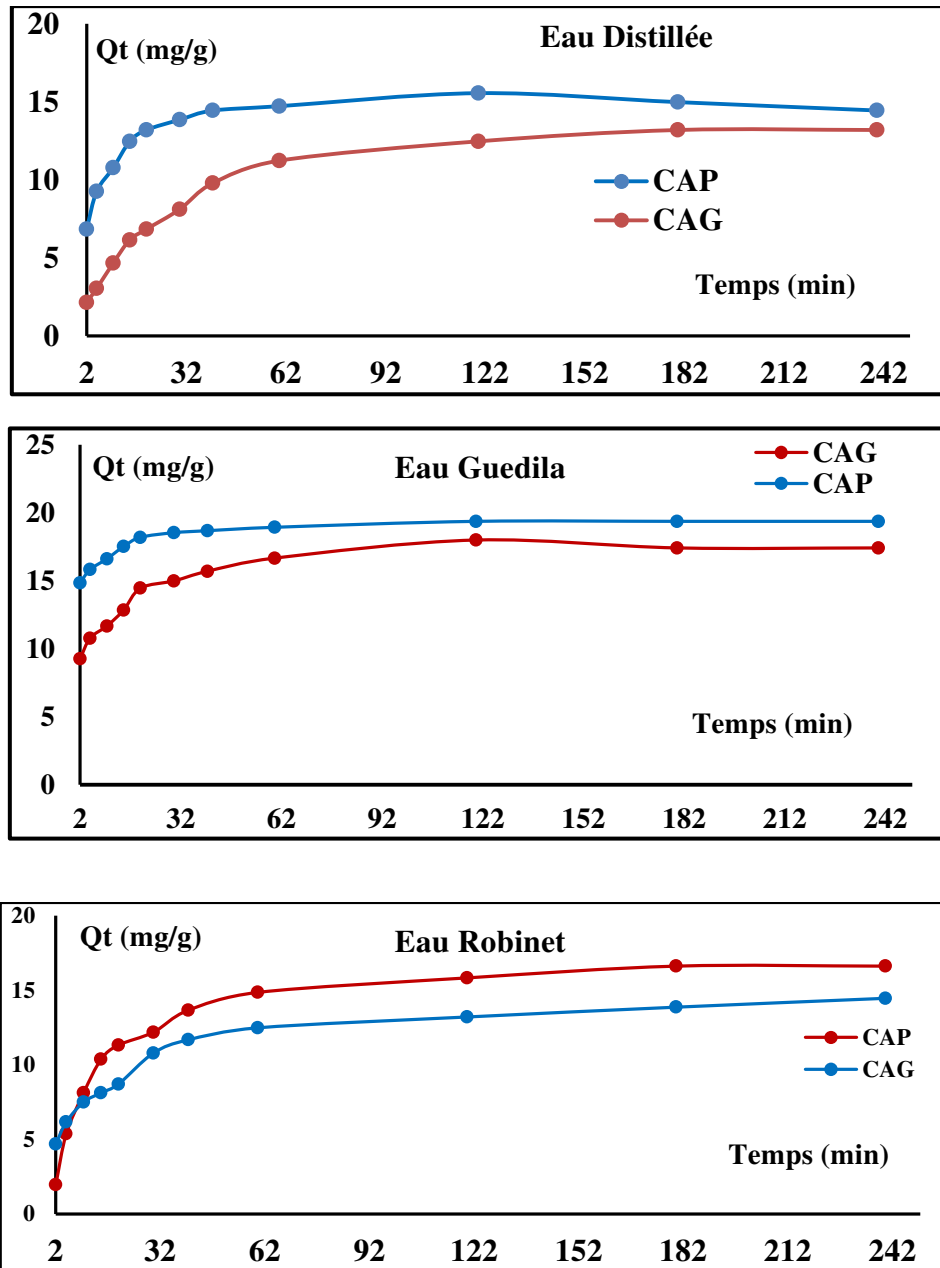 Eau Distillée
Qt (mg/g)
20
15
10
5
0
CAP
CAG
Temps (min)
2 32 62 92 122 152 182 212 242
Eau Guedila
Qt (mg/g)
25
20
15
10
5
0
CAG
CAP
Temps (min)
2 32 62 92 122 152 182 212 242
Eau Robinet
Qt (mg/g)
20
15
10
5
0
CAP
CAG
Temps (min)
2 32 62 92 122 152 182 212 242